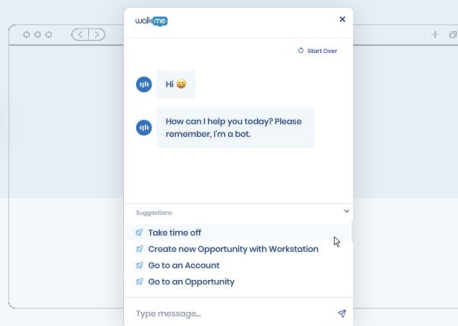 walkme
Start Over
Hi 😀
How can I help you today? Please
remember, I'm a bot.
Suggestions
Take time off
Create new Opportunity with Workstation
Go to an Account
Go to an Opportunity
Type message...